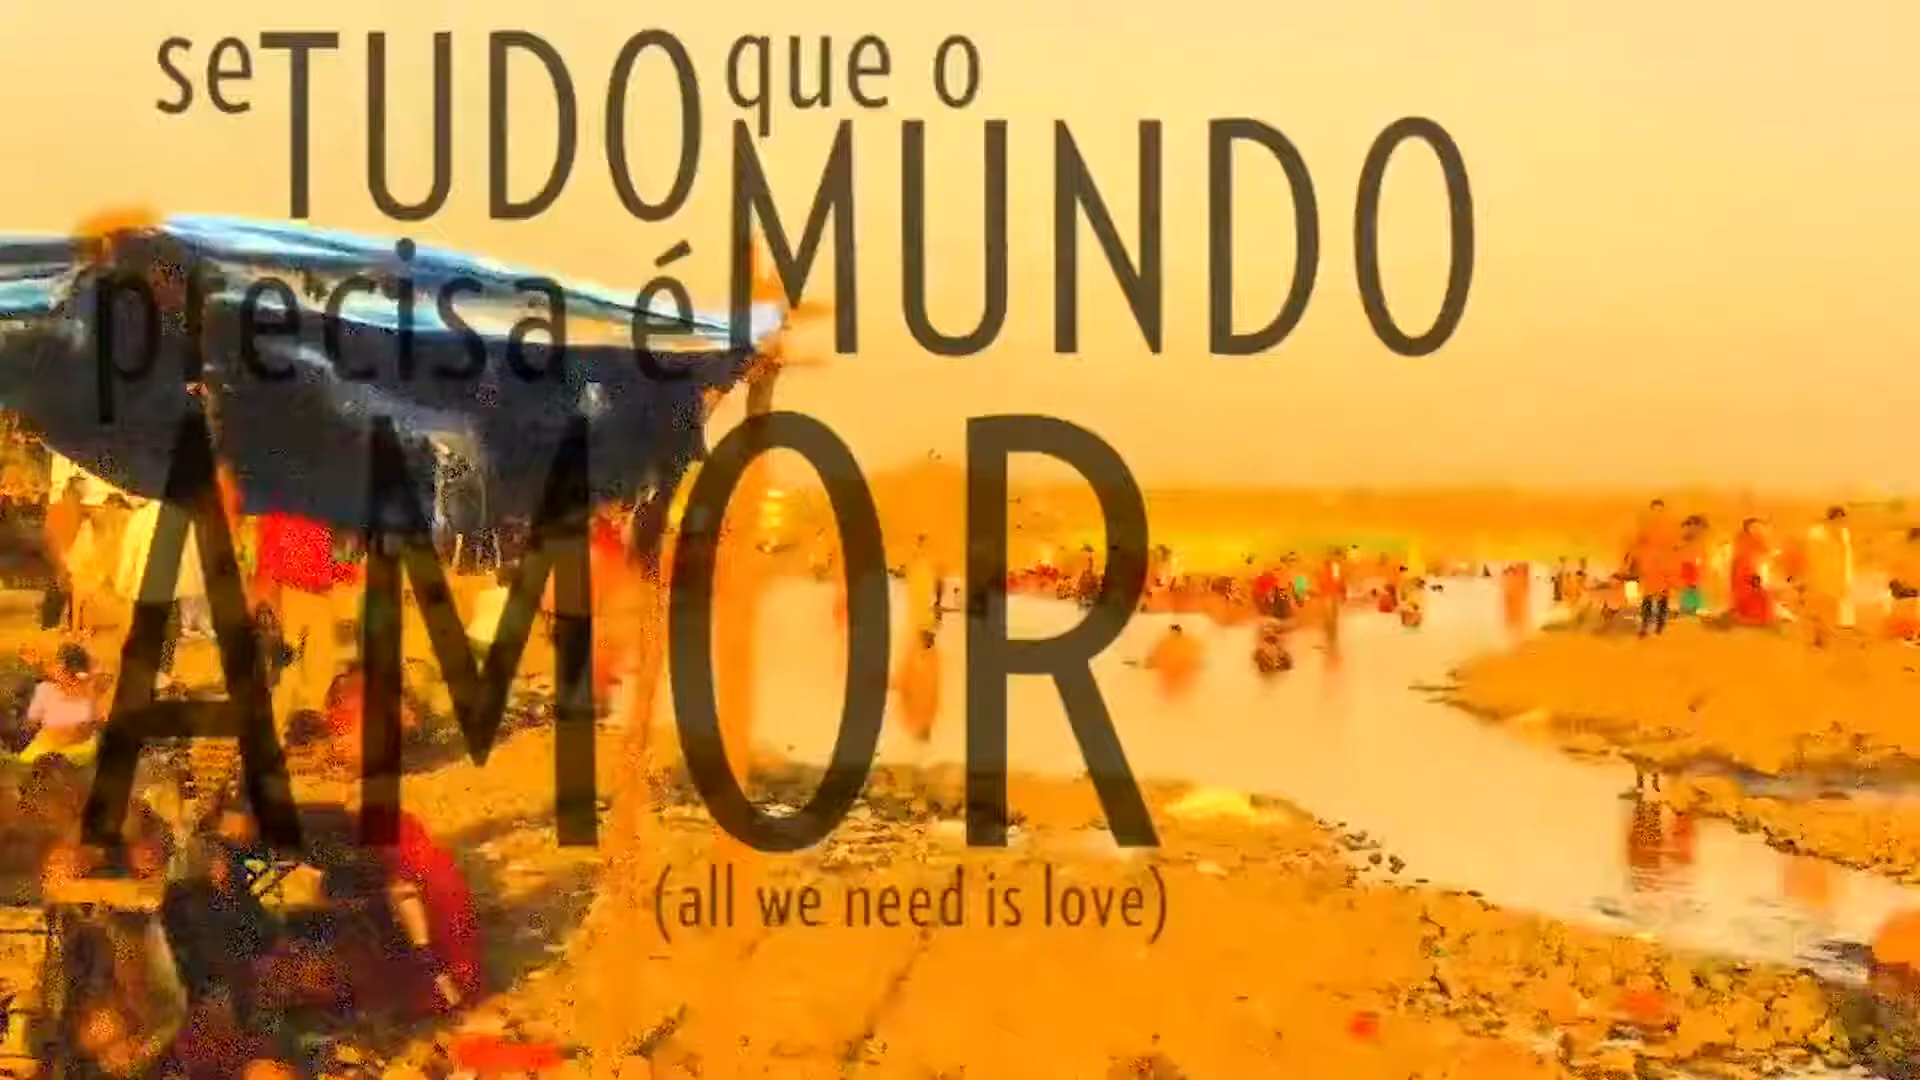 se TUDO que o
MUNDO
precisa é
AMOR
(all we need is love)